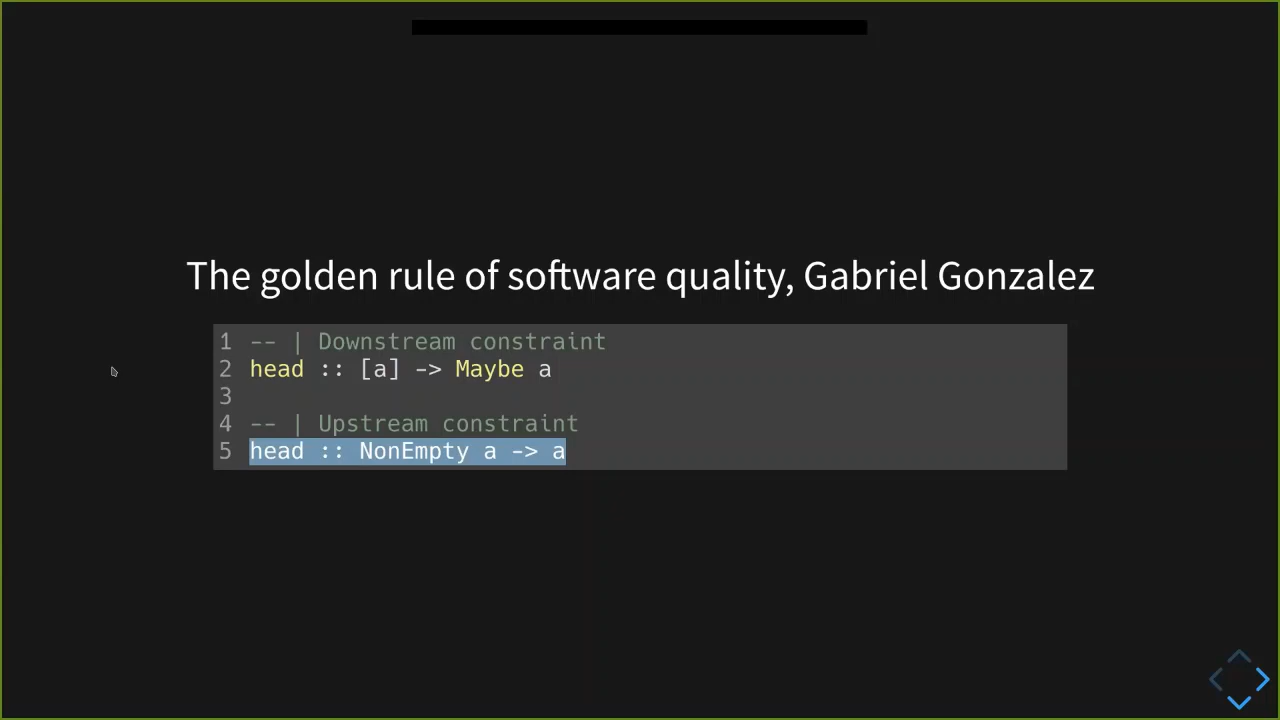 The golden rule of software quality, Gabriel Gonzalez
1 -- | Downstream constraint
2 head :: [a] -> Maybe a
3
4 -- | Upstream constraint
5 head :: NonEmpty a -> a